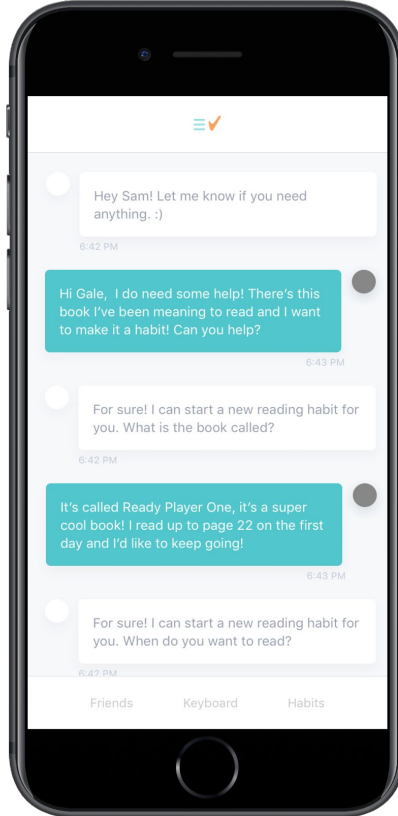 Hey Sam! Let me know if you need
anything. :)
6:42 PM
Hi Gale,  I do need some help! There's this
book I've been meaning to read and I want
to make it a habit! Can you help?
6:43 PM
For sure! I can start a new reading habit for
you. What is the book called?
6:42 PM
It's called Ready Player One, it's a super
cool book! I read up to page 22 on the first
day and I'd like to keep going!
6:43 PM
For sure! I can start a new reading habit for
you. When do you want to read?
6:42 PM
Friends Keyboard Habits